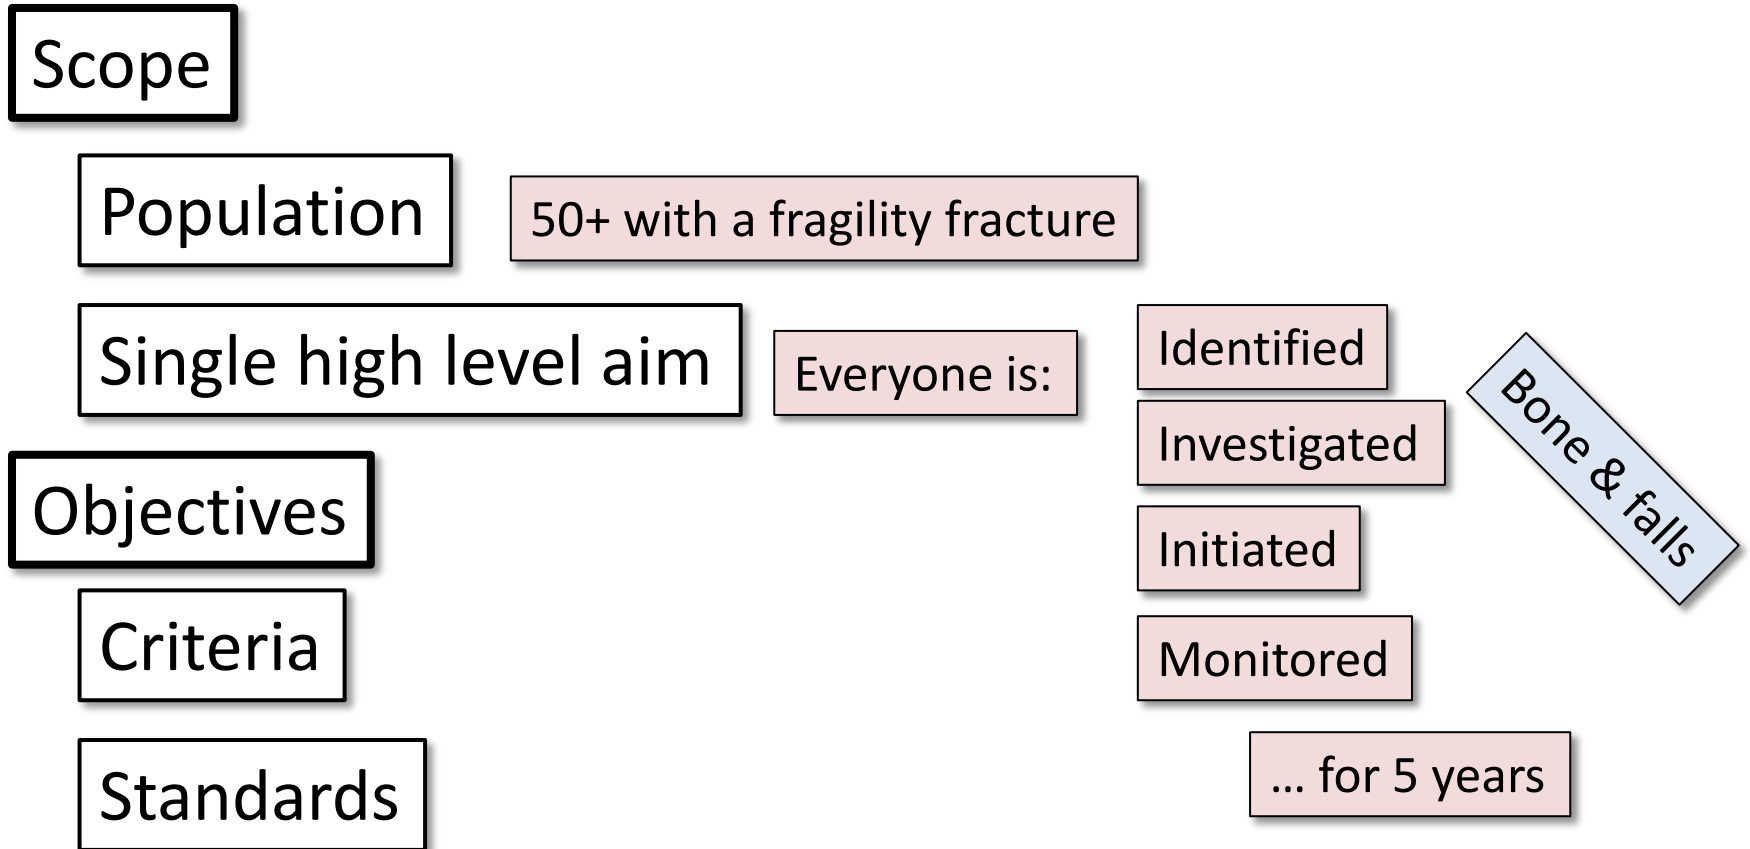 Scope
Population
50+ with a fragility fracture
Single high level aim
Everyone is:
Identified
Investigated
Initiated
Monitored
... for 5 years
Bone & falls
Objectives
Criteria
Standards